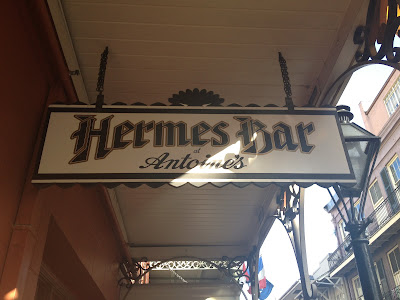 Hermes Bar
at
Antoine's